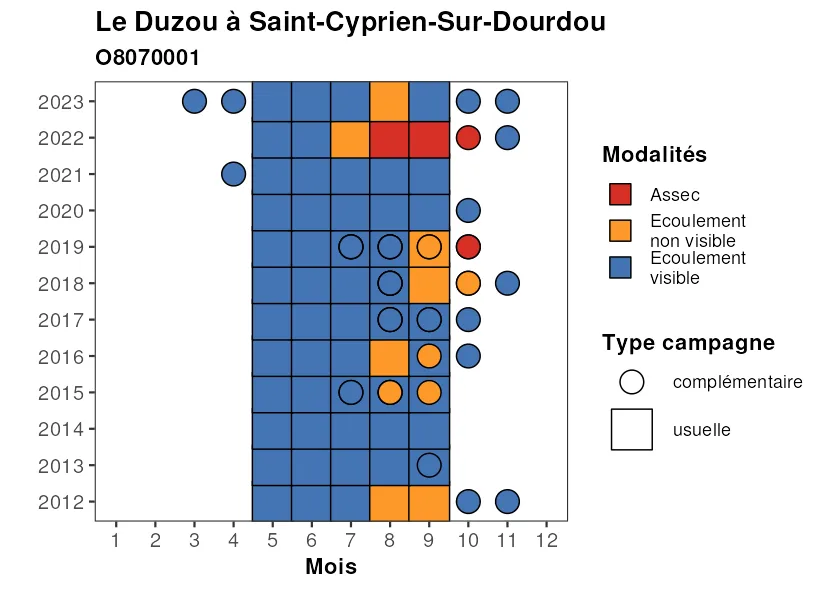 Le Duzou à Saint-Cyprien-Sur-Dourdou
O8070001
2023
2022
2021
2020
2019
2018
2017
2016
2015
2014
2013
2012
1 2 3 4 5 6 7 8 9 10 11 12
Mois
Modalités
Assec
Ecoulement
non visible
Ecoulement
visible
Type campagne
complémentaire
usuelle